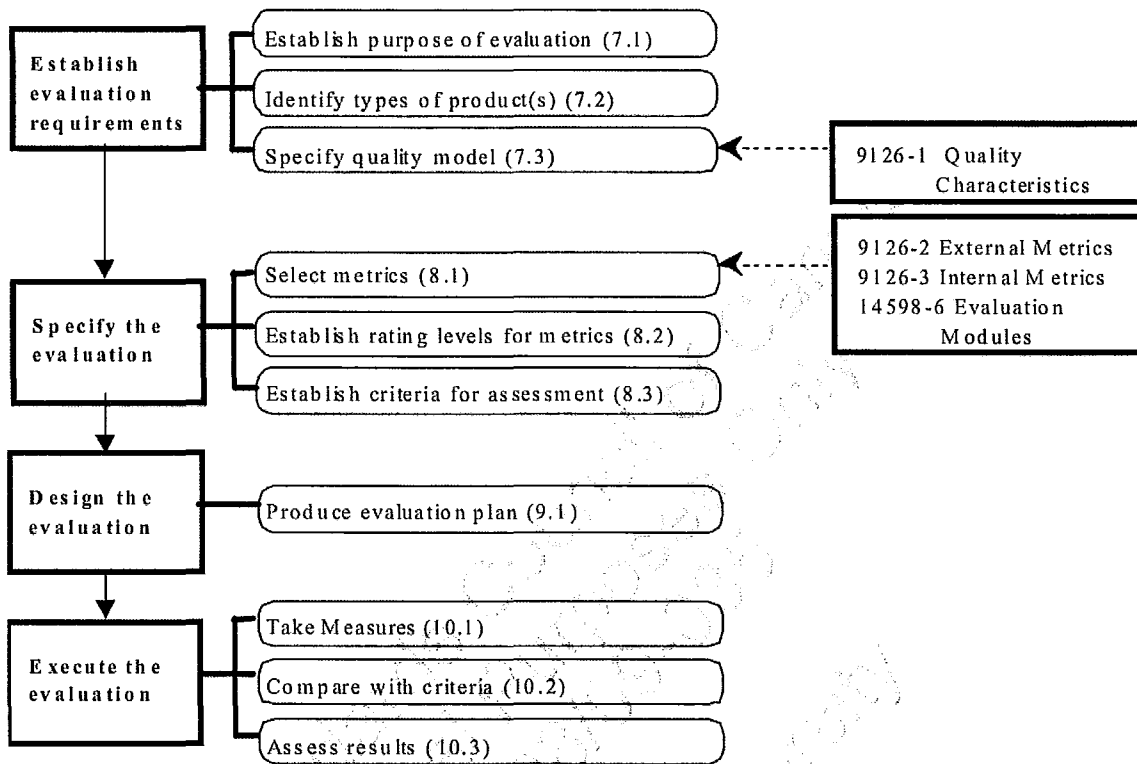 Establish
evaluation
requirements
Establish purpose of evaluation (7.1)
Identify types of product(s) (7.2)
Specify quality model (7.3)
9126-1 Quality
Characteristics
Specify the
evaluation
Select metrics (8.1)
Establish rating levels for metrics (8.2)
Establish criteria for assessment (8.3)
9126-2 External Metrics
9126-3 Internal Metrics
14598-6 Evaluation
Modules
Design the
evaluation
Produce evaluation plan (9.1)
Execute the
evaluation
Take Measures (10.1)
Compare with criteria (10.2)
Assess results (10.3)